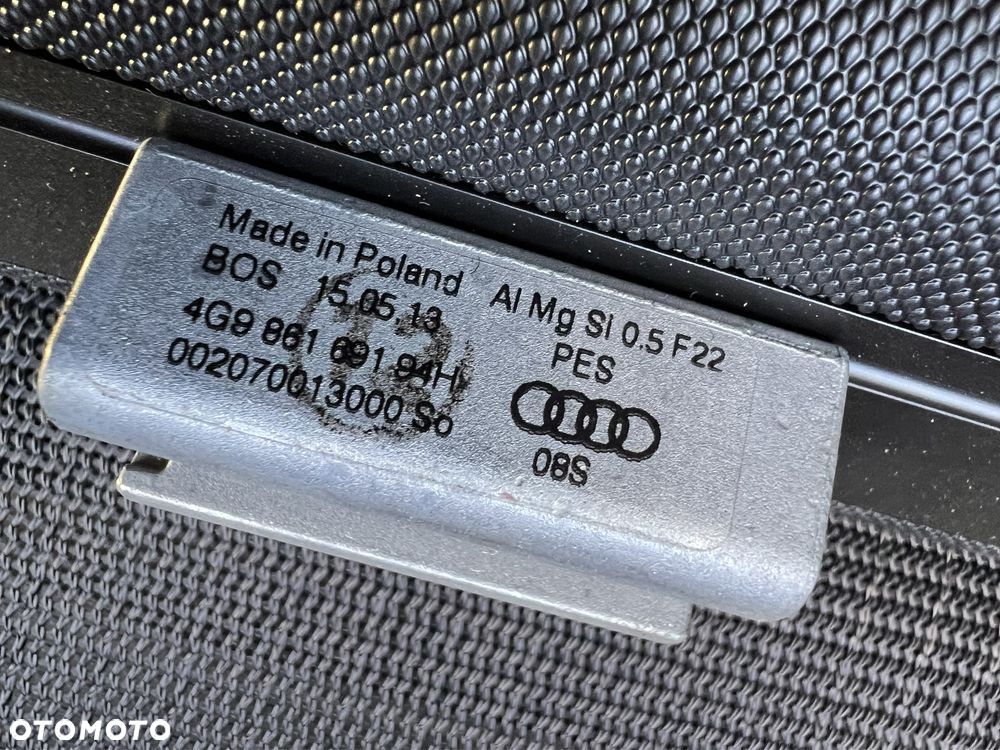 Made in Poland
BOS 15.05.13
4G9 861 691 94H
002070013000 So
Al Mg SI 0.5 F22
PES
08S
OTOMOTO